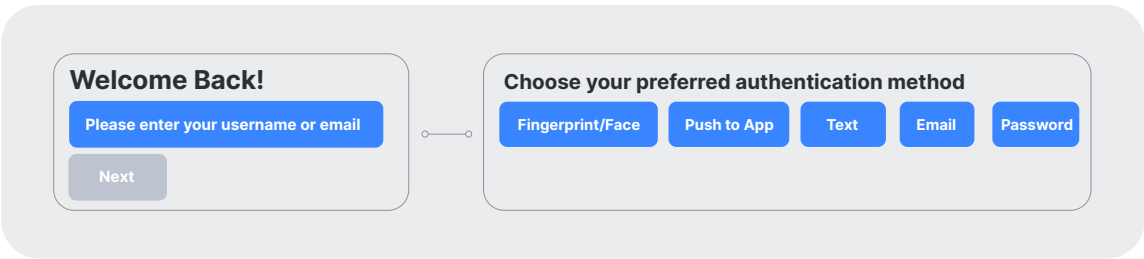 Welcome Back!
Please enter your username or email
Next
Choose your preferred authentication method
Fingerprint/Face
Push to App
Text
Email
Password